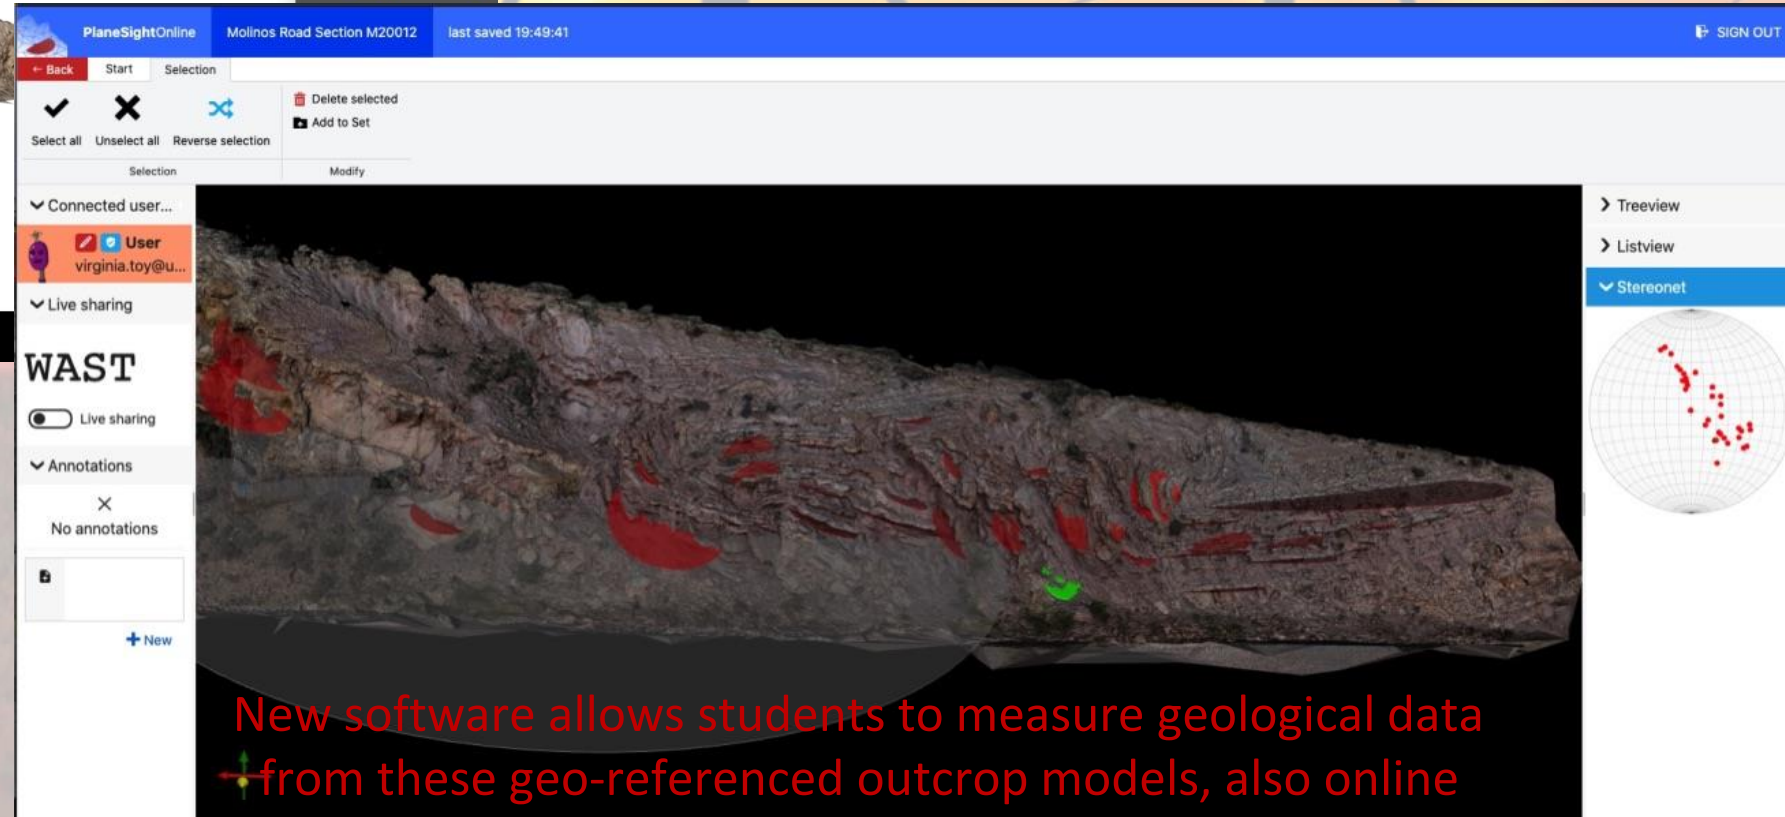 PlaneSightOnline
Molinos Road Section M20012
last saved 19:49:41
SIGN OUT
← Back
Start
Selection
Select all
Unselect all
Reverse selection
Delete selected
Add to Set
Selection
Modify
Connected user...
User
virginia.toy@u...
Live sharing
WAST
Live sharing
Annotations
No annotations
+ New
Treeview
Listview
Stereonet
New software allows students to measure geological data
from these geo-referenced outcrop models, also online